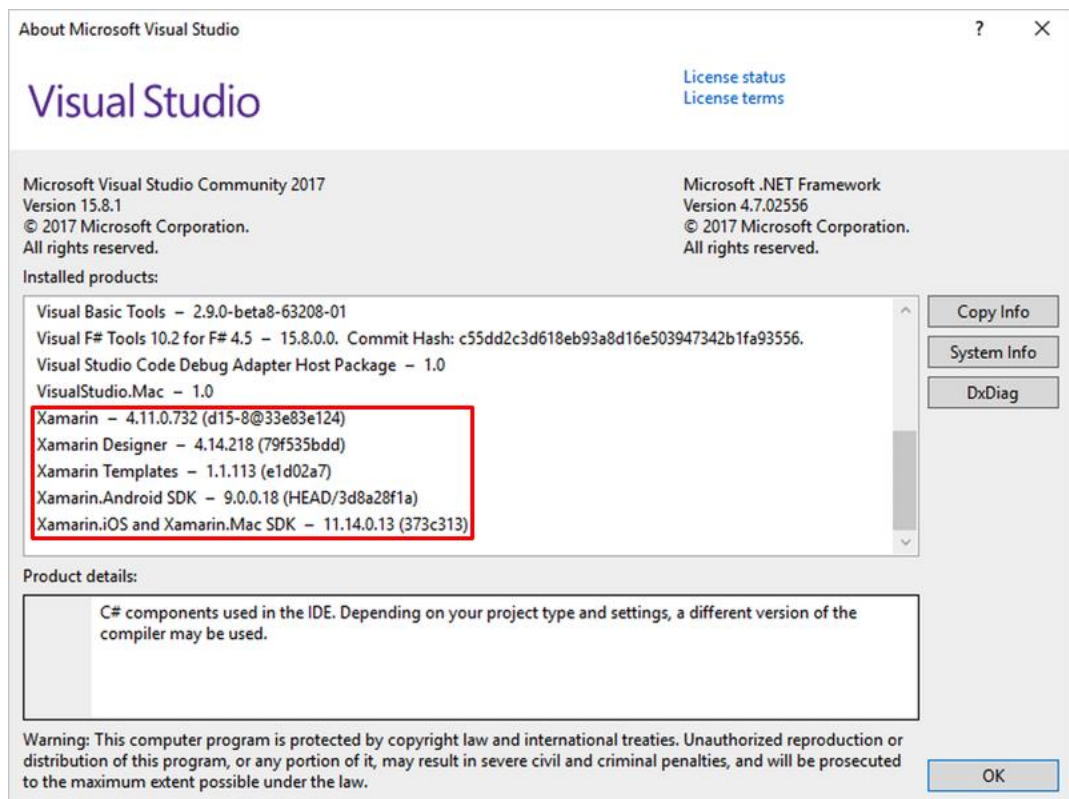 About Microsoft Visual Studio
?
Visual Studio
License status
License terms
Microsoft Visual Studio Community 2017
Version 15.8.1
© 2017 Microsoft Corporation.
All rights reserved.
Microsoft .NET Framework
Version 4.7.02556
© 2017 Microsoft Corporation.
All rights reserved.
Installed products:
Visual Basic Tools – 2.9.0-beta8-63208-01
Visual F# Tools 10.2 for F# 4.5 – 15.8.0.0. Commit Hash: c55dd2c3d618eb93a8d16e503947342b1fa93556.
Visual Studio Code Debug Adapter Host Package – 1.0
VisualStudio.Mac – 1.0
Xamarin – 4.11.0.732 (d15-8@33e83e124)
Xamarin Designer – 4.14.218 (79f535bdd)
Xamarin Templates – 1.1.113 (e1d02a7)
Xamarin.Android SDK – 9.0.0.18 (HEAD/3d8a28f1a)
Xamarin.iOS and Xamarin.Mac SDK – 11.14.0.13 (373c313)
Copy Info
System Info
DxDiag
Product details:
C# components used in the IDE. Depending on your project type and settings, a different version of the
compiler may be used.
Warning: This computer program is protected by copyright law and international treaties. Unauthorized reproduction or
distribution of this program, or any portion of it, may result in severe civil and criminal penalties, and will be prosecuted
to the maximum extent possible under the law.
OK